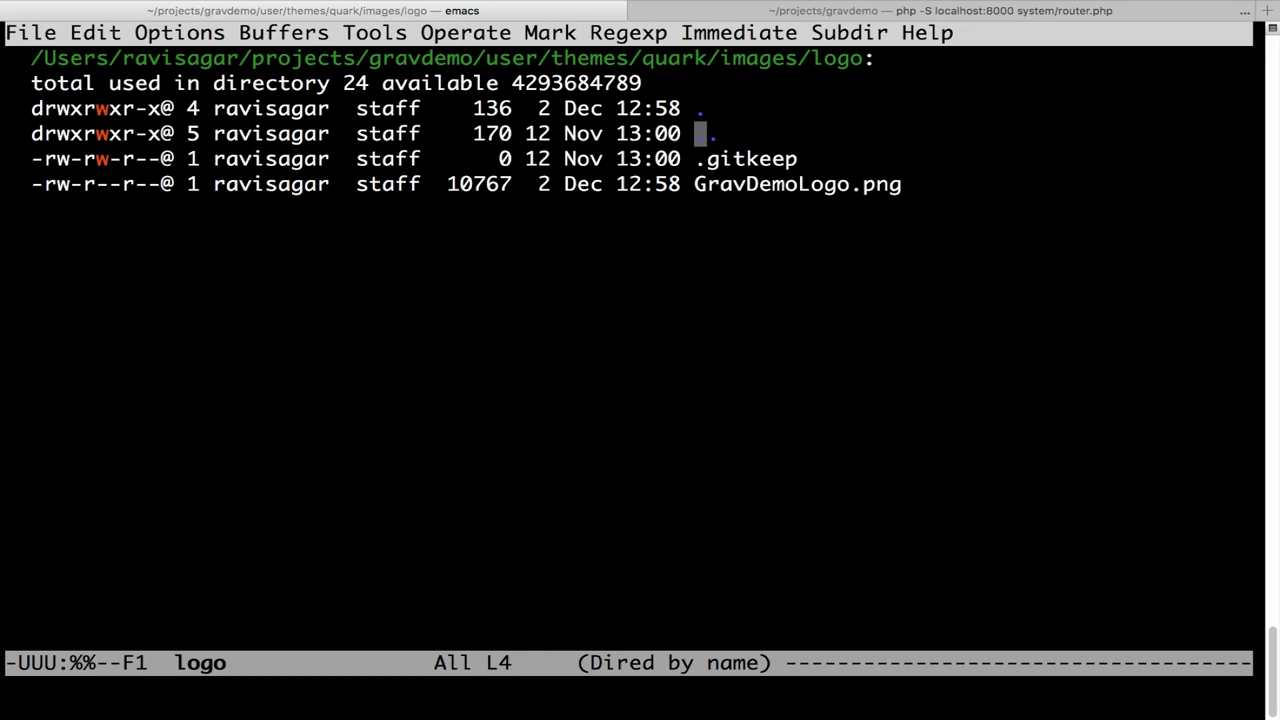 ~/projects/gravdemo/user/themes/quark/images/logo — emacs
~/projects/gravdemo — php -S localhost:8000 system/router.php
... +
File Edit Options Buffers Tools Operate Mark Regexp Immediate Subdir Help
/Users/ravisagar/projects/gravdemo/user/themes/quark/images/logo:
total used in directory 24 available 4293684789
drwxrwxr-x@ 4 ravisagar  staff    136  2 Dec 12:58 .
drwxrwxr-x@ 5 ravisagar  staff    170 12 Nov 13:00 ..
-rw-rw-r--@ 1 ravisagar  staff      0 12 Nov 13:00 .gitkeep
-rw-r--r--@ 1 ravisagar  staff  10767  2 Dec 12:58 GravDemoLogo.png
-UUU:%%--F1  logo                All L4     (Dired by name) ------------------------------------